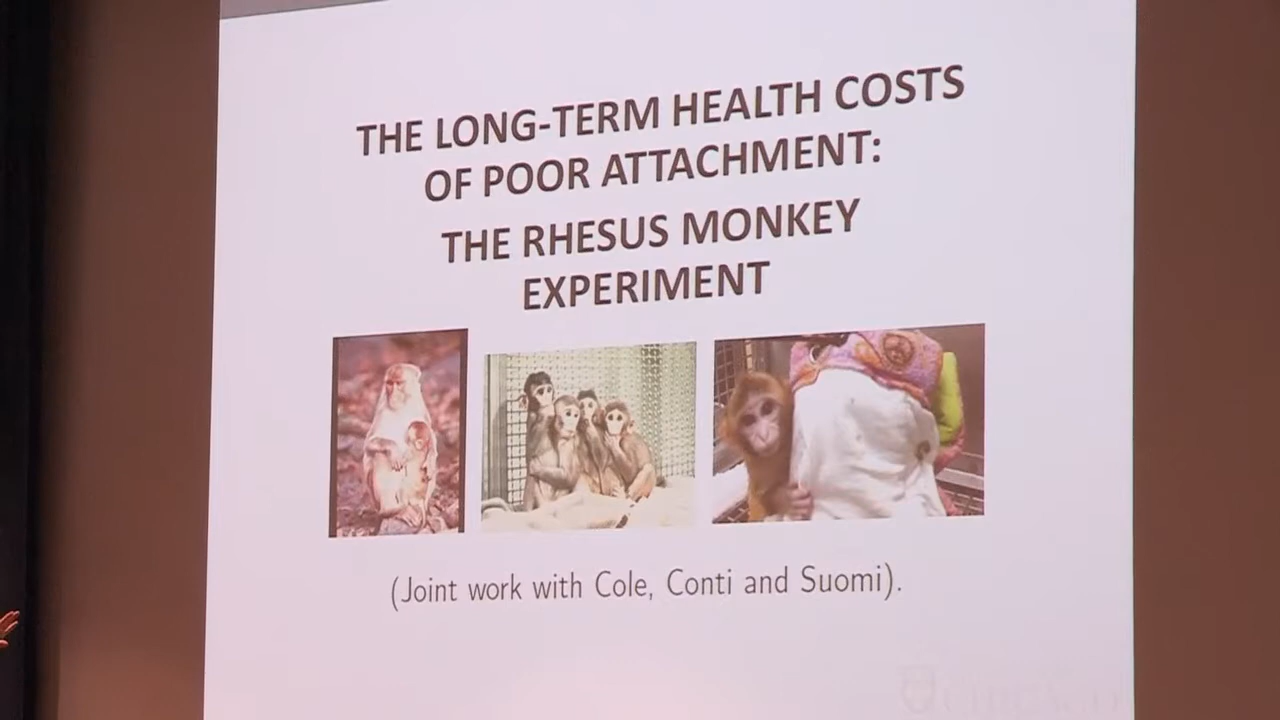 THE LONG-TERM HEALTH COSTS
OF POOR ATTACHMENT:
THE RHESUS MONKEY
EXPERIMENT
(Joint work with Cole, Conti and Suomi).